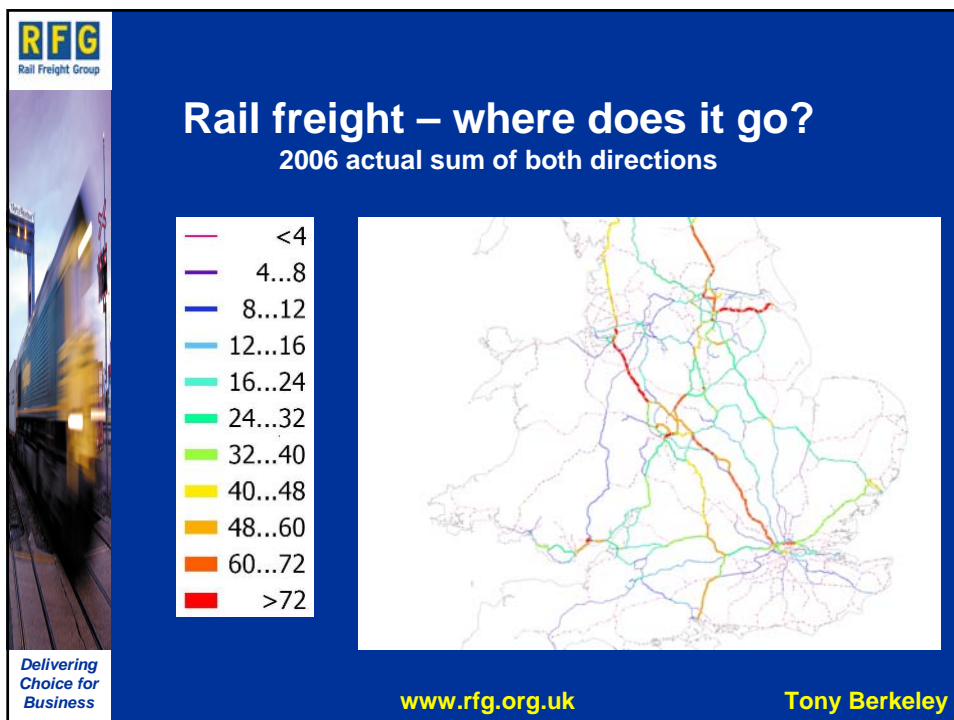 RFG
Rail Freight Group
Rail freight – where does it go?
2006 actual sum of both directions
<4
4...8
8...12
12...16
16...24
24...32
32...40
40...48
48...60
60...72
>72
Delivering
Choice for
Business
www.rfg.org.uk
Tony Berkeley